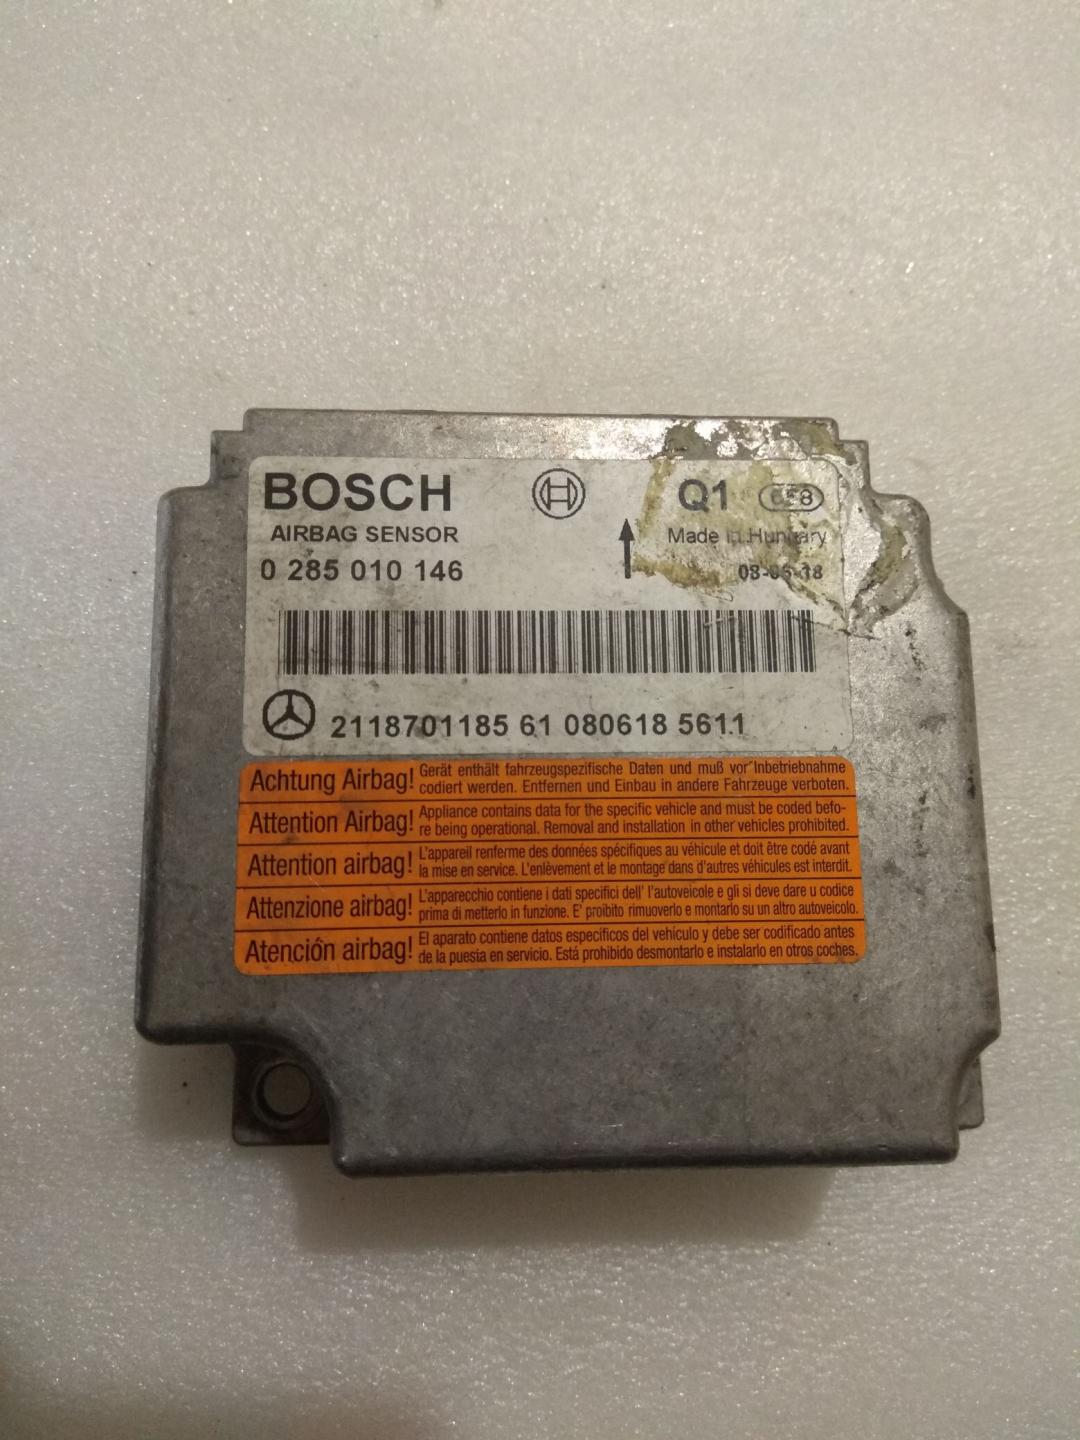 BOSCH
Q1
AIRBAG SENSOR
Made in Hungary
0 285 010 146
08-06-18
2118701185 61 080618 5611
Achtung Airbag! Gerät enthält fahrzeugspezifische Daten und muß vor Inbetriebnahme
codiert werden. Entfernen und Einbau in andere Fahrzeuge verboten.
Attention Airbag! Appliance contains data for the specific vehicle and must be coded befo-
re being operational. Removal and installation in other vehicles prohibited.
Attention airbag! L'appareil renferme des données spécifiques au véhicule et doit être codé avant
la mise en service. L'enlèvement et le montage dans d'autres véhicules est interdit.
Attenzione airbag! L'apparecchio contiene i dati specifici dell' l'autoveicole e gli si deve dare u codice
prima di metterlo in funzione. E' proibito rimuoverlo e montarlo su un altro autoveicolo.
Atención airbag! El aparato contiene datos específicos del vehículo y debe ser codificado antes
de la puesia en servicio. Está prohibido desmontarlo e instalarlo en otros coches.